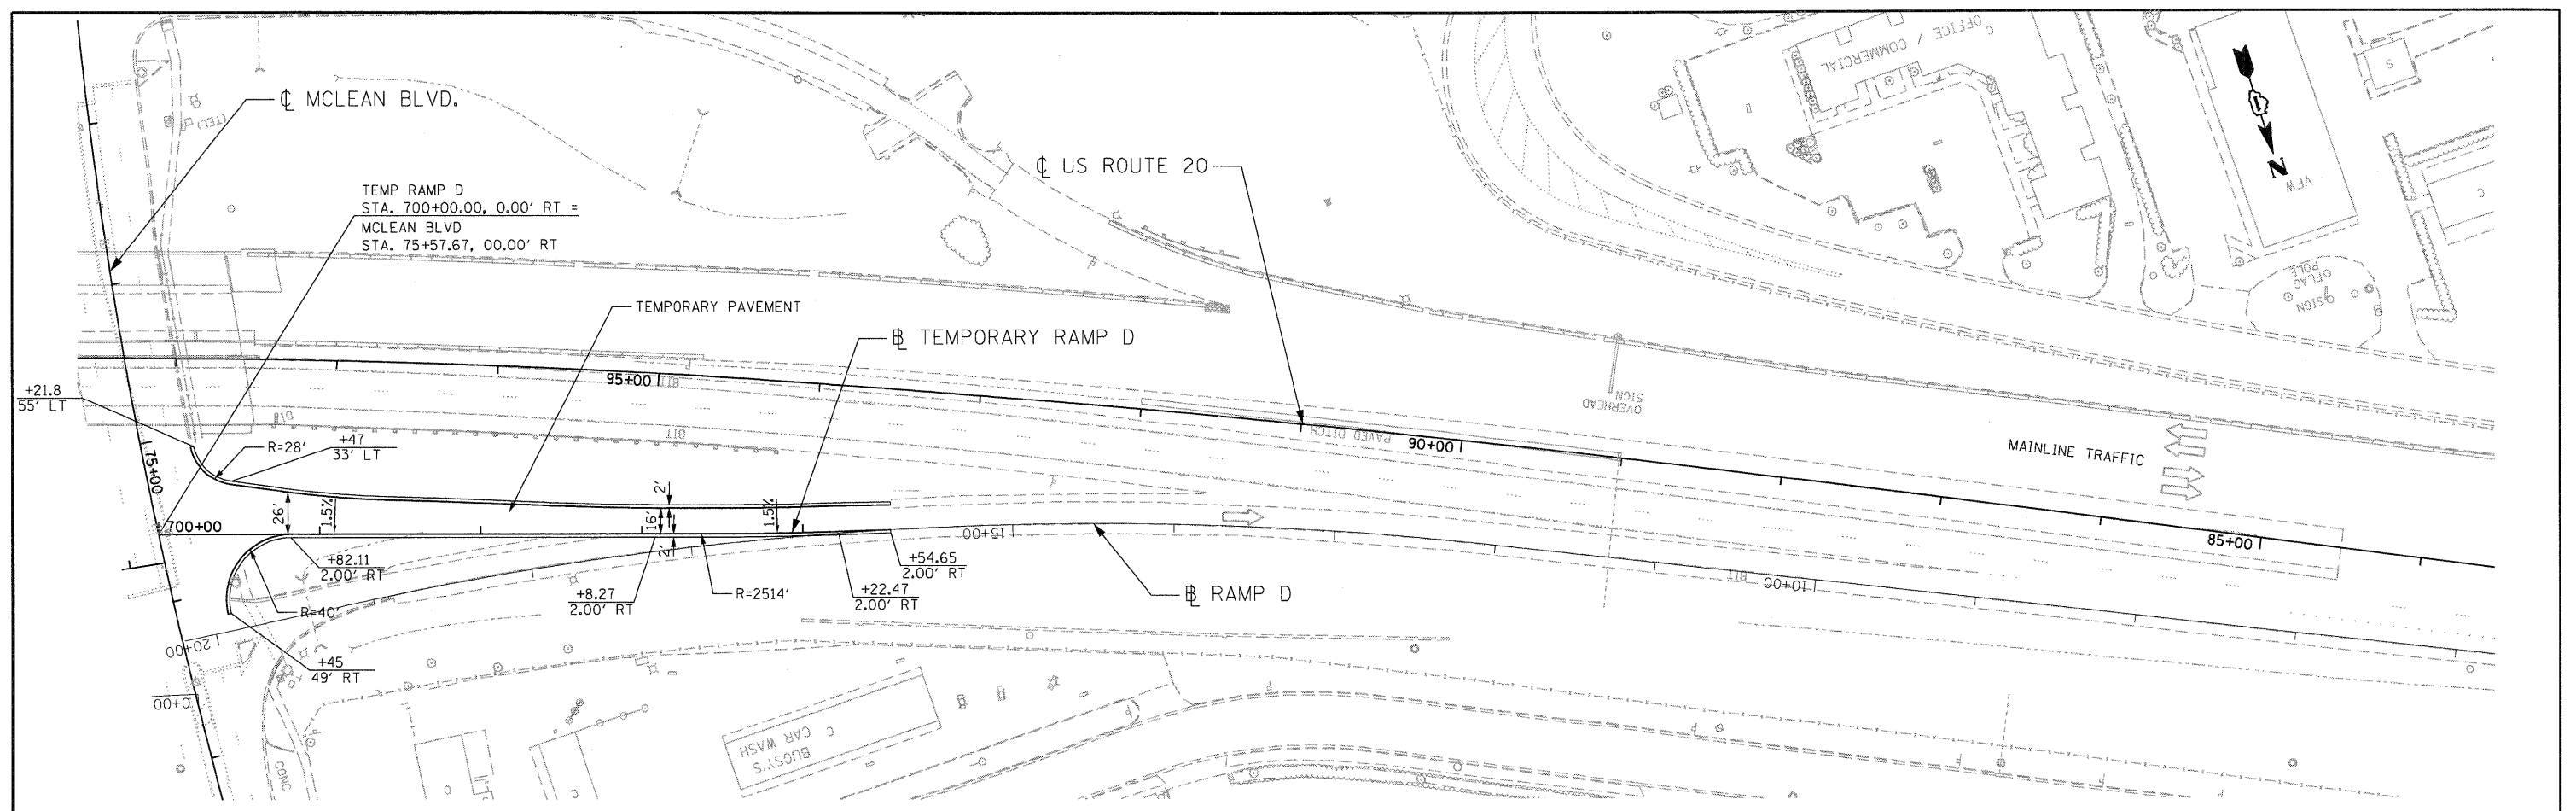 OFFICE / COMMERCIAL
C
S
N
VFW
C
℄ MCLEAN BLVD.
(TEL)
℄ US ROUTE 20
TEMP RAMP D
STA. 700+00.00, 0.00' RT =
MCLEAN BLVD
STA. 75+57.67, 00.00' RT
TEMPORARY PAVEMENT
FLAG
POLE
SIGN
B̲L̲ TEMPORARY RAMP D
95+00
BIT
OVERHEAD
SIGN
+21.8
55' LT
BIT
PAVED DITCH
90+00
MAINLINE TRAFFIC
R=28'
+47
33' LT
75+00
26'
1.5%
16'
2'
2'
1.5%
700+00
15+00
85+00
+82.11
2.00' RT
+54.65
2.00' RT
BIT
10+00
R=40'
+8.27
2.00' RT
R=2514'
+22.47
2.00' RT
B̲L̲ RAMP D
20+00
+45
49' RT
0+00
BUGSY'S
CAR WASH
C
CONC
C
C